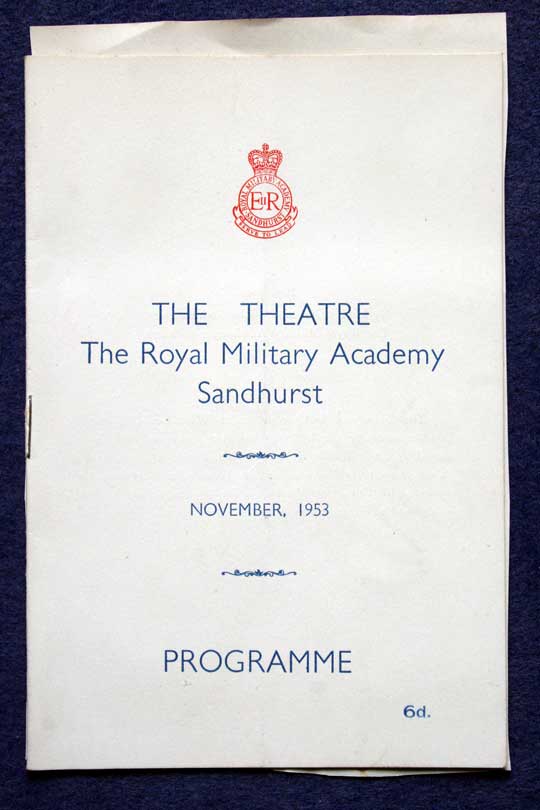 ROYAL MILITARY ACADEMY
EIIR
SANDHURST
SERVE TO LEAD
THE THEATRE
The Royal Military Academy
Sandhurst
NOVEMBER, 1953
PROGRAMME
6d.